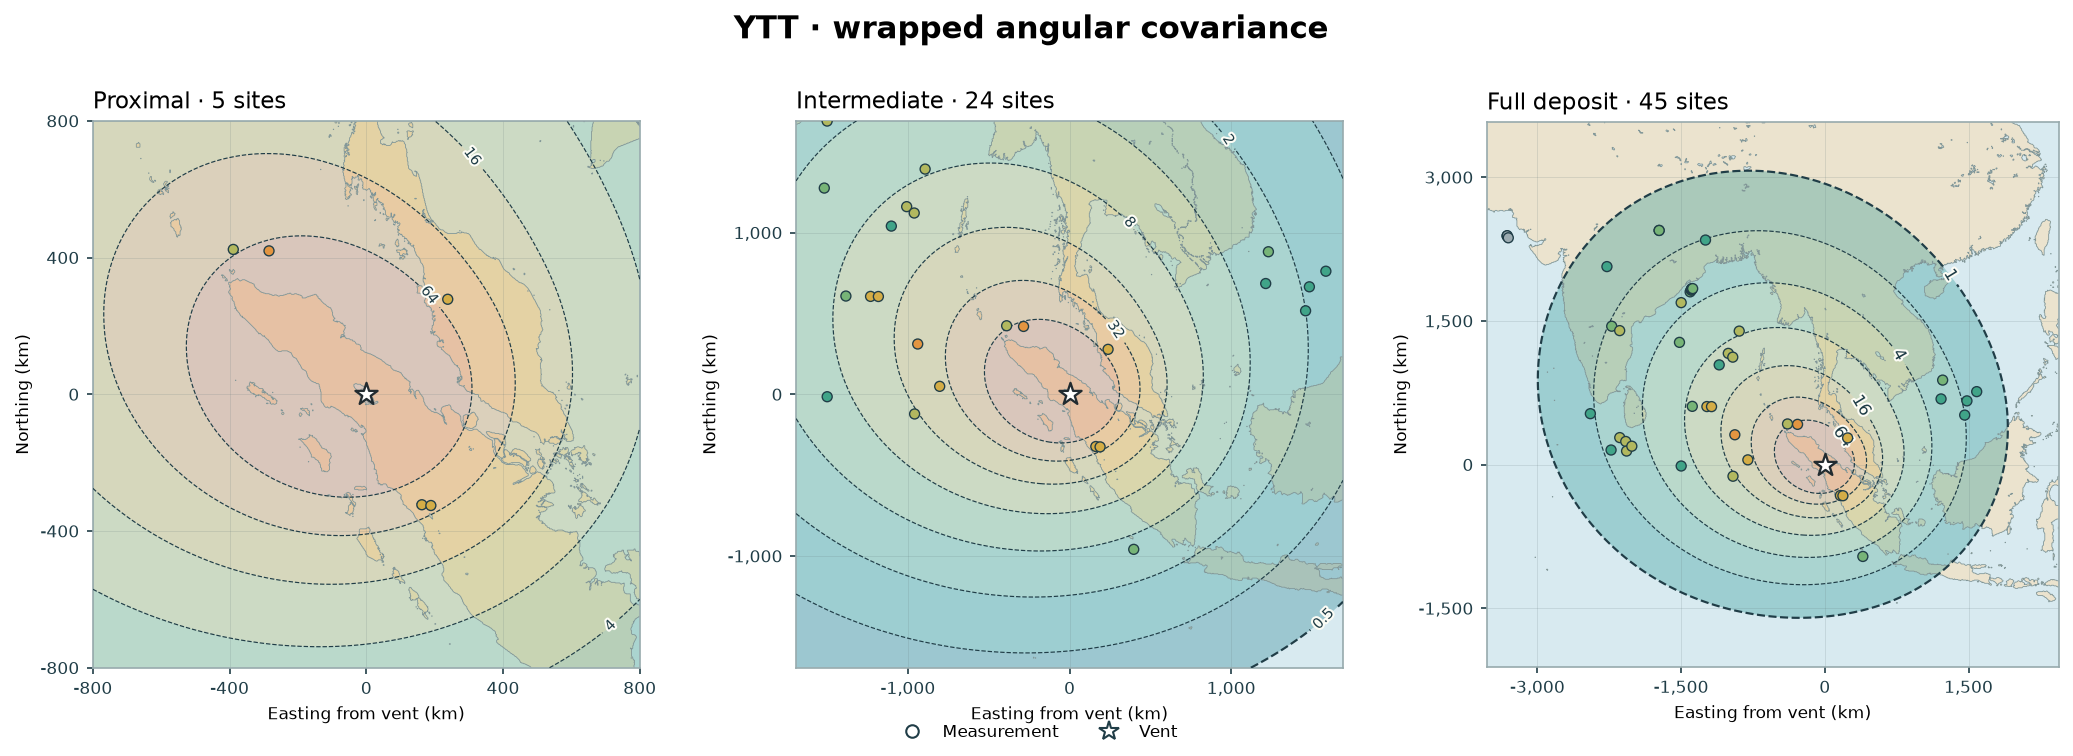 YTT · wrapped angular covariance
Proximal · 5 sites
800
400
0
-400
-800
-800
-400
0
400
800
Northing (km)
Easting from vent (km)
16
64
4
Intermediate · 24 sites
1,000
0
-1,000
-1,000
0
1,000
Northing (km)
Easting from vent (km)
2
8
32
0.5
Full deposit · 45 sites
3,000
1,500
0
-1,500
-3,000
-1,500
0
1,500
Northing (km)
Easting from vent (km)
1
4
16
64
Measurement
Vent